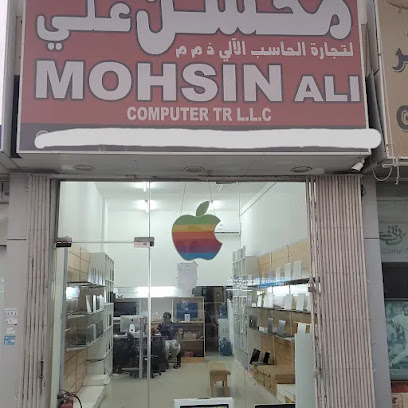 محسن علي
لتجارة الحاسب الآلي ذ م م
MOHSIN ALI
COMPUTER TR L.L.C